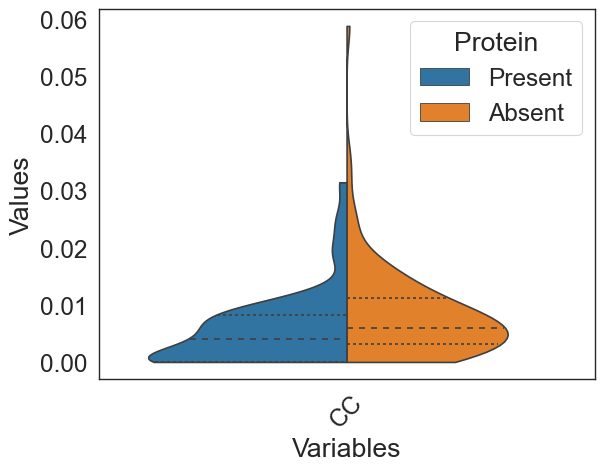 0.06
0.05
0.04
0.03
0.02
0.01
0.00
Values
Protein
Present
Absent
CC
Variables